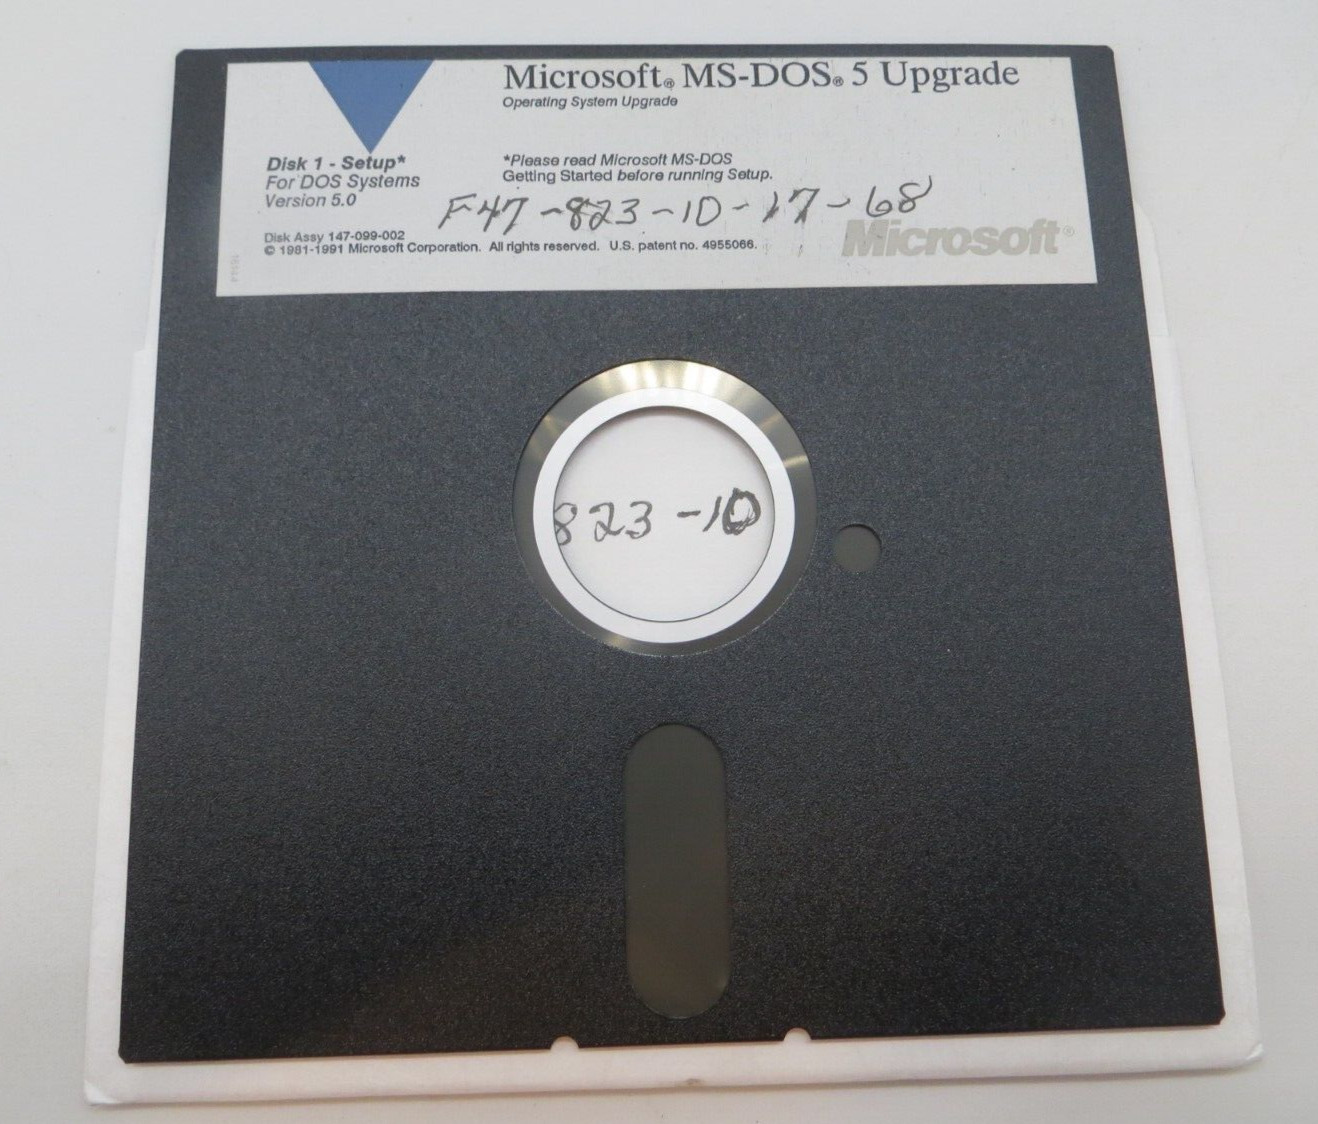 Microsoft® MS-DOS® 5 Upgrade
Operating System Upgrade
Disk 1 - Setup*
For DOS Systems
Version 5.0
*Please read Microsoft MS-DOS
Getting Started before running Setup.
F47-823-10-17-68
Disk Assy 147-099-002
© 1981-1991 Microsoft Corporation. All rights reserved. U.S. patent no. 4955066.
Microsoft®
823-10